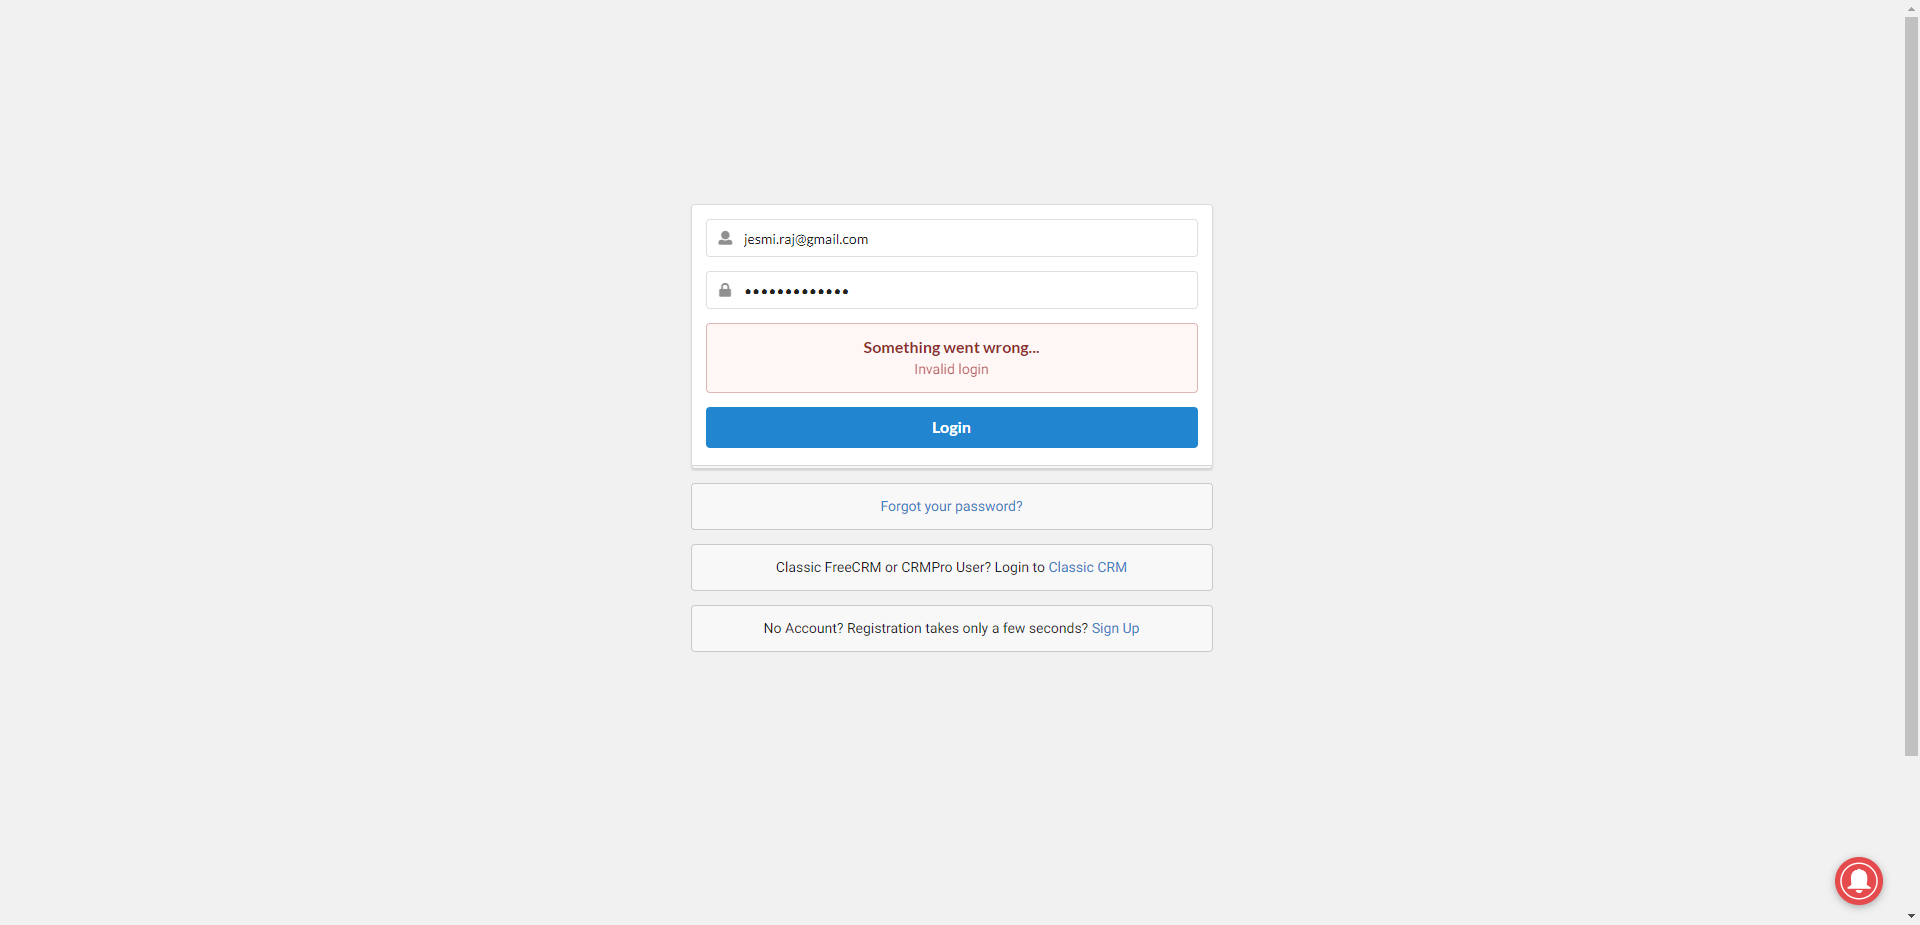 jesmi.raj@gmail.com
•••••••••••••
Something went wrong...
Invalid login
Login
Forgot your password?
Classic FreeCRM or CRMPro User? Login to Classic CRM
No Account? Registration takes only a few seconds? Sign Up